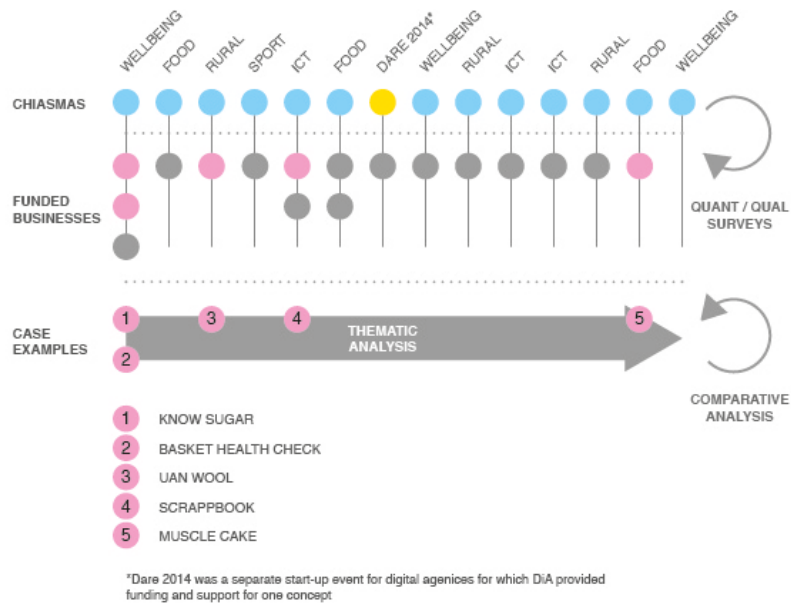 WELLBEING
FOOD
RURAL
SPORT
ICT
FOOD
DARE 2014*
WELLBEING
RURAL
ICT
ICT
RURAL
FOOD
WELLBEING
CHIASMAS
FUNDED
BUSINESSES
QUANT / QUAL
SURVEYS
CASE
EXAMPLES
1
2
3
4
5
THEMATIC
ANALYSIS
COMPARATIVE
ANALYSIS
1 KNOW SUGAR
2 BASKET HEALTH CHECK
3 UAN WOOL
4 SCRAPPBOOK
5 MUSCLE CAKE
*Dare 2014 was a separate start-up event for digital agenices for which DiA provided
funding and support for one concept